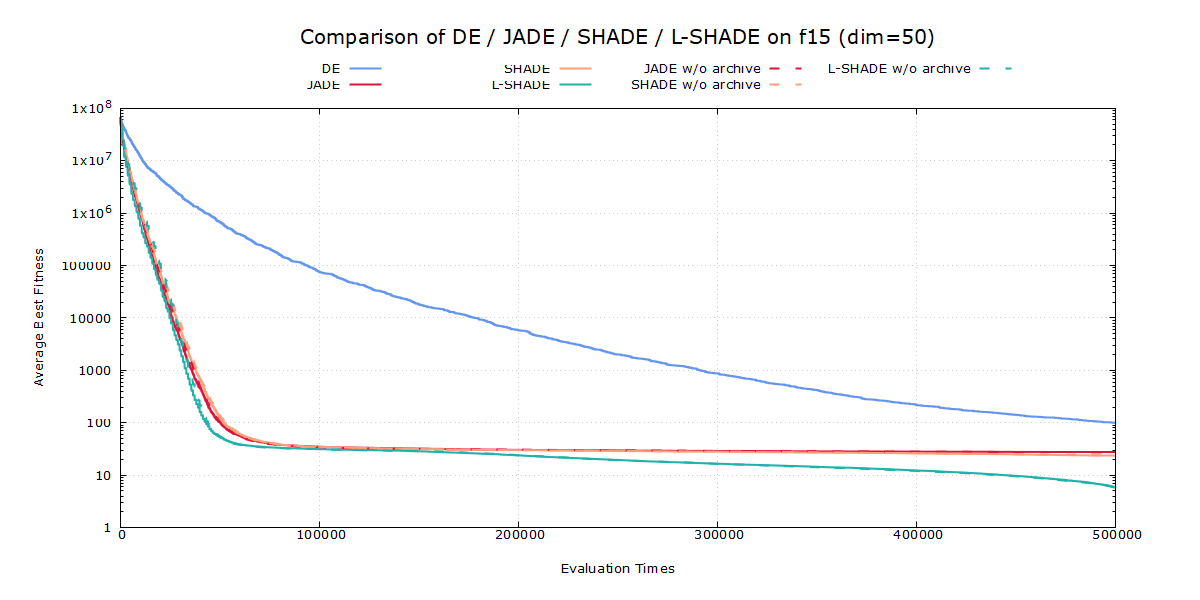 Comparison of DE / JADE / SHADE / L-SHADE on f15 (dim=50)
DE SHADE JADE w/o archive L-SHADE w/o archive
JADE L-SHADE SHADE w/o archive
1x10^8
1x10^7
1x10^6
100000
10000
1000
100
10
1
Average Best Fitness
0 100000 200000 300000 400000 500000
Evaluation Times